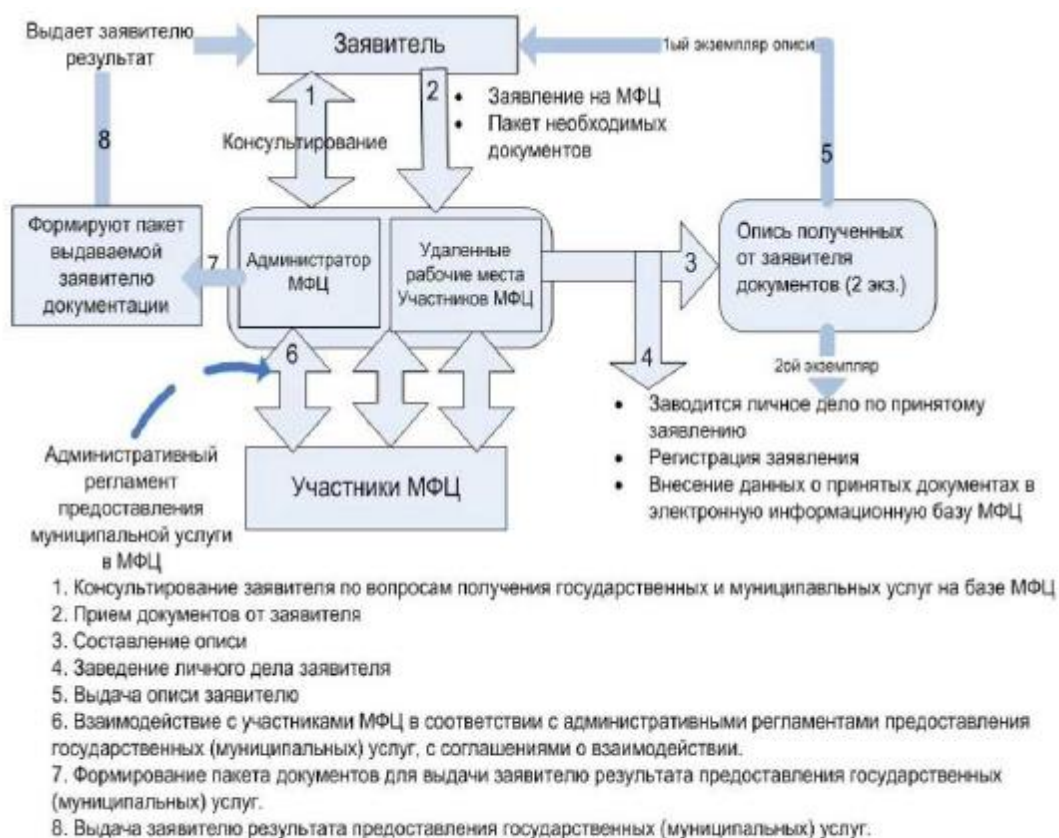 Выдает заявителю
результат
Заявитель
1ый экземпляр описи
1
2
Заявление на МФЦ
Пакет необходимых
документов
Консультирование
8
5
Формируют пакет
выдаваемой
заявителю
документации
7
Администратор
МФЦ
Удаленные
рабочие места
Участников МФЦ
3
Опись полученных
от заявителя
документов (2 экз.)
6
4
2ой экземпляр
Заводится личное дело по принятому
заявлению
Регистрация заявления
Внесение данных о принятых документах в
электронную информационную базу МФЦ
Административный
регламент
предоставления
муниципальной услуги
в МФЦ
Участники МФЦ
1. Консультирование заявителя по вопросам получения государственных и муниципавльных услуг на базе МФЦ
2. Прием документов от заявителя
3. Составление описи
4. Заведение личного дела заявителя
5. Выдача описи заявителю
6. Взаимодействие с участниками МФЦ в соответствии с административными регламентами предоставления
государственных (муниципальных) услуг, с соглашениями о взаимодействии.
7. Формирование пакета документов для выдачи заявителю результата предоставления государственных
(муниципальных) услуг.
8. Выдача заявителю результата предоставления государственных (муниципальных) услуг.